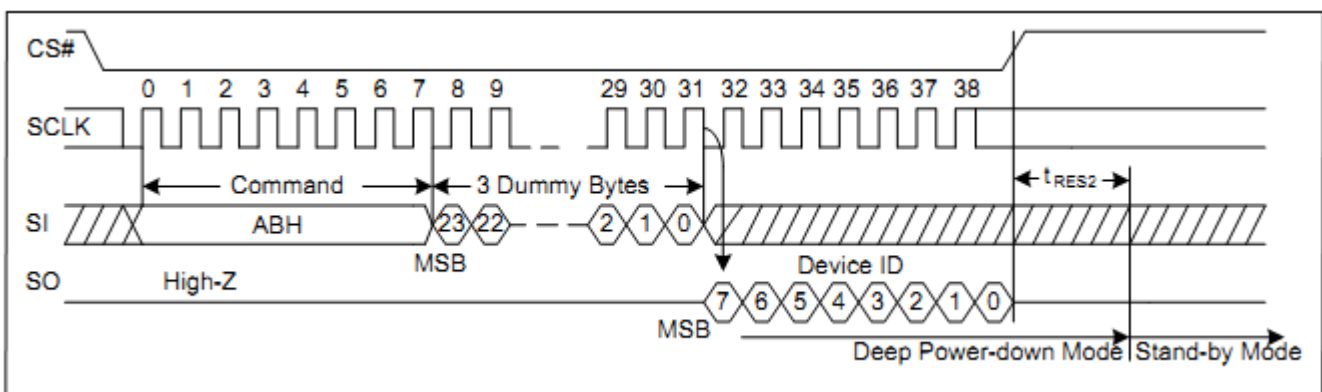 CS#
0 1 2 3 4 5 6 7 8 9 29 30 31 32 33 34 35 36 37 38
SCLK
Command 3 Dummy Bytes tRES2
SI ABH 23 22 2 1 0
MSB
SO High-Z Device ID
7 6 5 4 3 2 1 0
MSB
Deep Power-down Mode Stand-by Mode